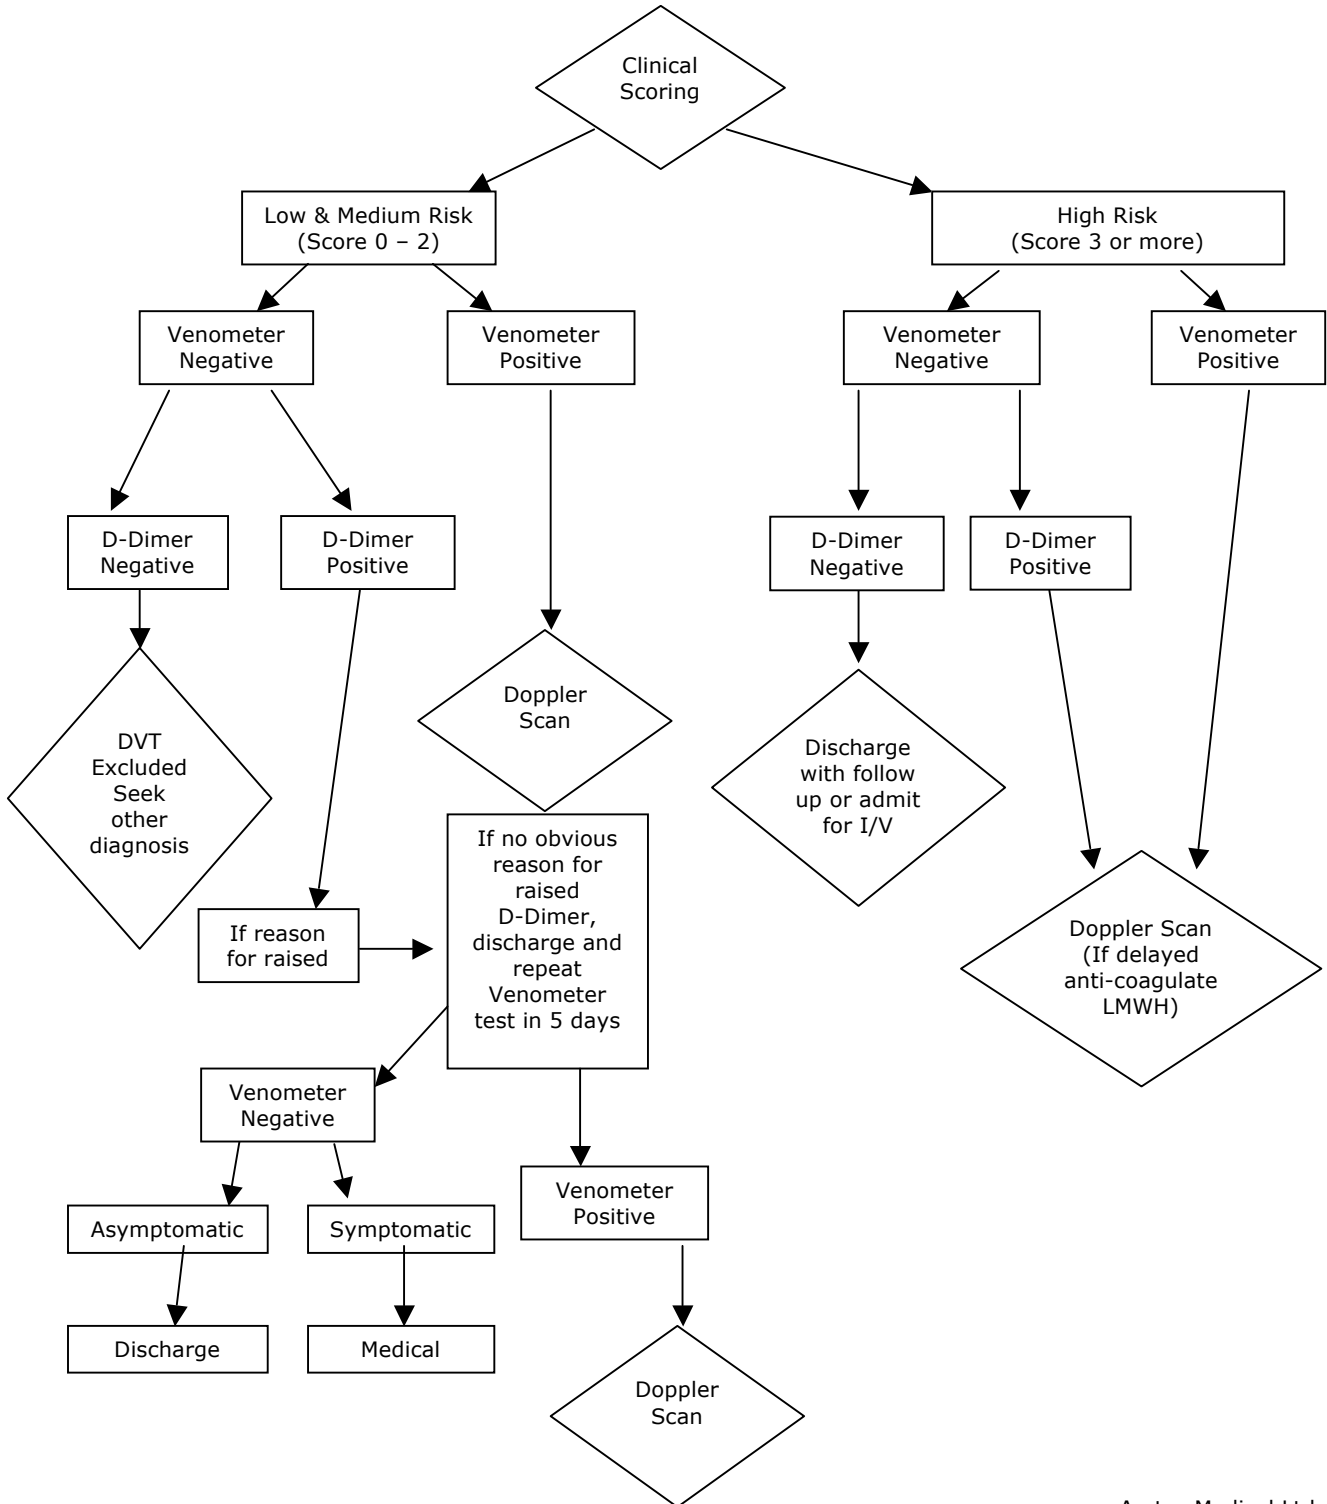 Clinical
Scoring
Low & Medium Risk
(Score 0 – 2)
High Risk
(Score 3 or more)
Venometer
Negative
Venometer
Positive
Venometer
Negative
Venometer
Positive
D-Dimer
Negative
D-Dimer
Positive
D-Dimer
Negative
D-Dimer
Positive
Doppler
Scan
DVT
Excluded
Seek
other
diagnosis
Discharge
with follow
up or admit
for I/V
If no obvious
reason for
raised
D-Dimer,
discharge and
repeat
Venometer
test in 5 days
If reason
for raised
Doppler Scan
(If delayed
anti-coagulate
LMWH)
Venometer
Negative
Venometer
Positive
Asymptomatic
Symptomatic
Discharge
Medical
Doppler
Scan
Medical Ltd